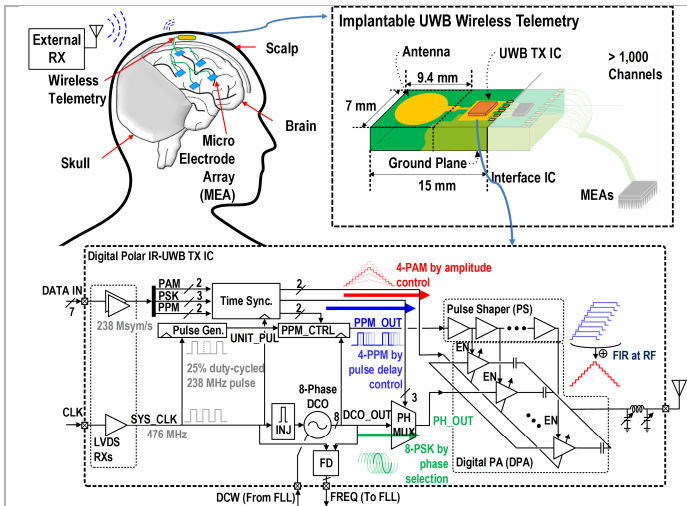 External
RX
Wireless
Telemetry
Scalp
Brain
Micro
Electrode
Array
(MEA)
Skull
Implantable UWB Wireless Telemetry
Antenna
UWB TX IC
9.4 mm
> 1,000
Channels
7 mm
Ground Plane
Interface IC
15 mm
MEAs
Digital Polar IR-UWB TX IC
DATA IN
7
238 Msym/s
PAM
2
PSK
3
PPM
2
Time Sync.
2
2
4-PAM by amplitude
control
Pulse Gen.
UNIT_PUL
PPM_CTRL
PPM_OUT
Pulse Shaper (PS)
25% duty-cycled
238 MHz pulse
4-PPM by
pulse delay
control
EN
EN
EN
FIR at RF
CLK
SYS_CLK
476 MHz
LVDS
RXs
INJ
8-Phase
DCO
8
DCO_OUT
3
PH
MUX
PH_OUT
8-PSK by
phase
selection
FD
Digital PA (DPA)
DCW (From FLL)
FREQ (To FLL)